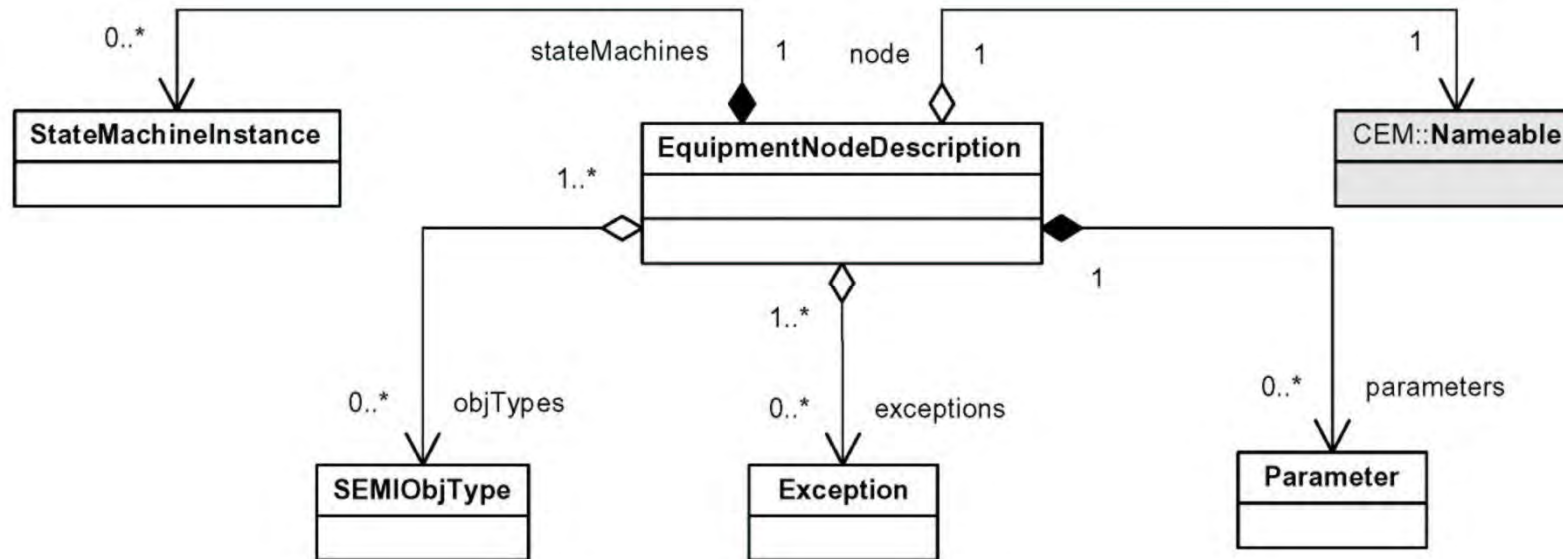 0..*
stateMachines
1
node
1
1
StateMachineInstance
EquipmentNodeDescription
CEM::Nameable
1..*
1..*
1
0..*
objTypes
0..*
exceptions
0..*
parameters
SEMIObjType
Exception
Parameter